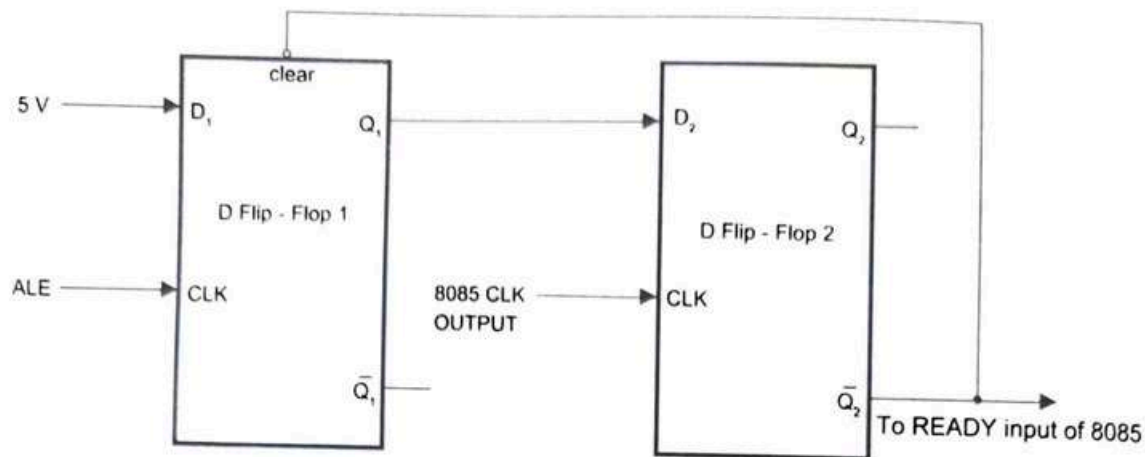 clear
5 V
D₁
Q₁
D₂
Q₂
D Flip - Flop 1
D Flip - Flop 2
ALE
CLK
8085 CLK
OUTPUT
CLK
Q̅₁
Q̅₂
To READY input of 8085